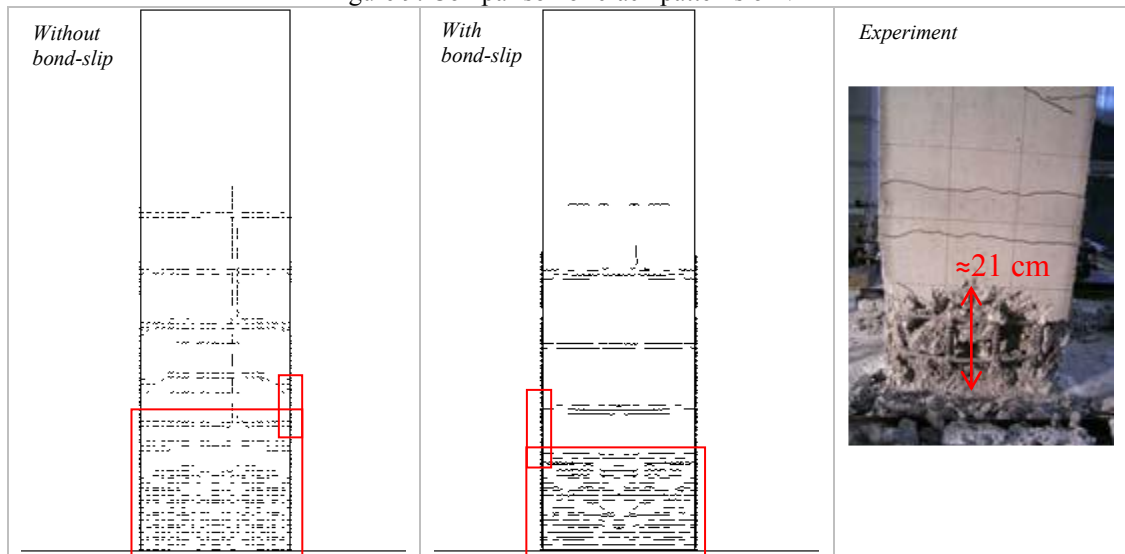 Without
bond-slip
With
bond-slip
Experiment
≈21 cm